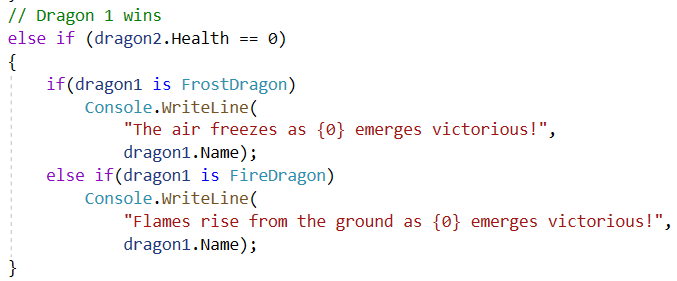 // Dragon 1 wins
else if (dragon2.Health == 0)
{
if(dragon1 is FrostDragon)
Console.WriteLine(
"The air freezes as {0} emerges victorious!",
dragon1.Name);
else if(dragon1 is FireDragon)
Console.WriteLine(
"Flames rise from the ground as {0} emerges victorious!",
dragon1.Name);
}